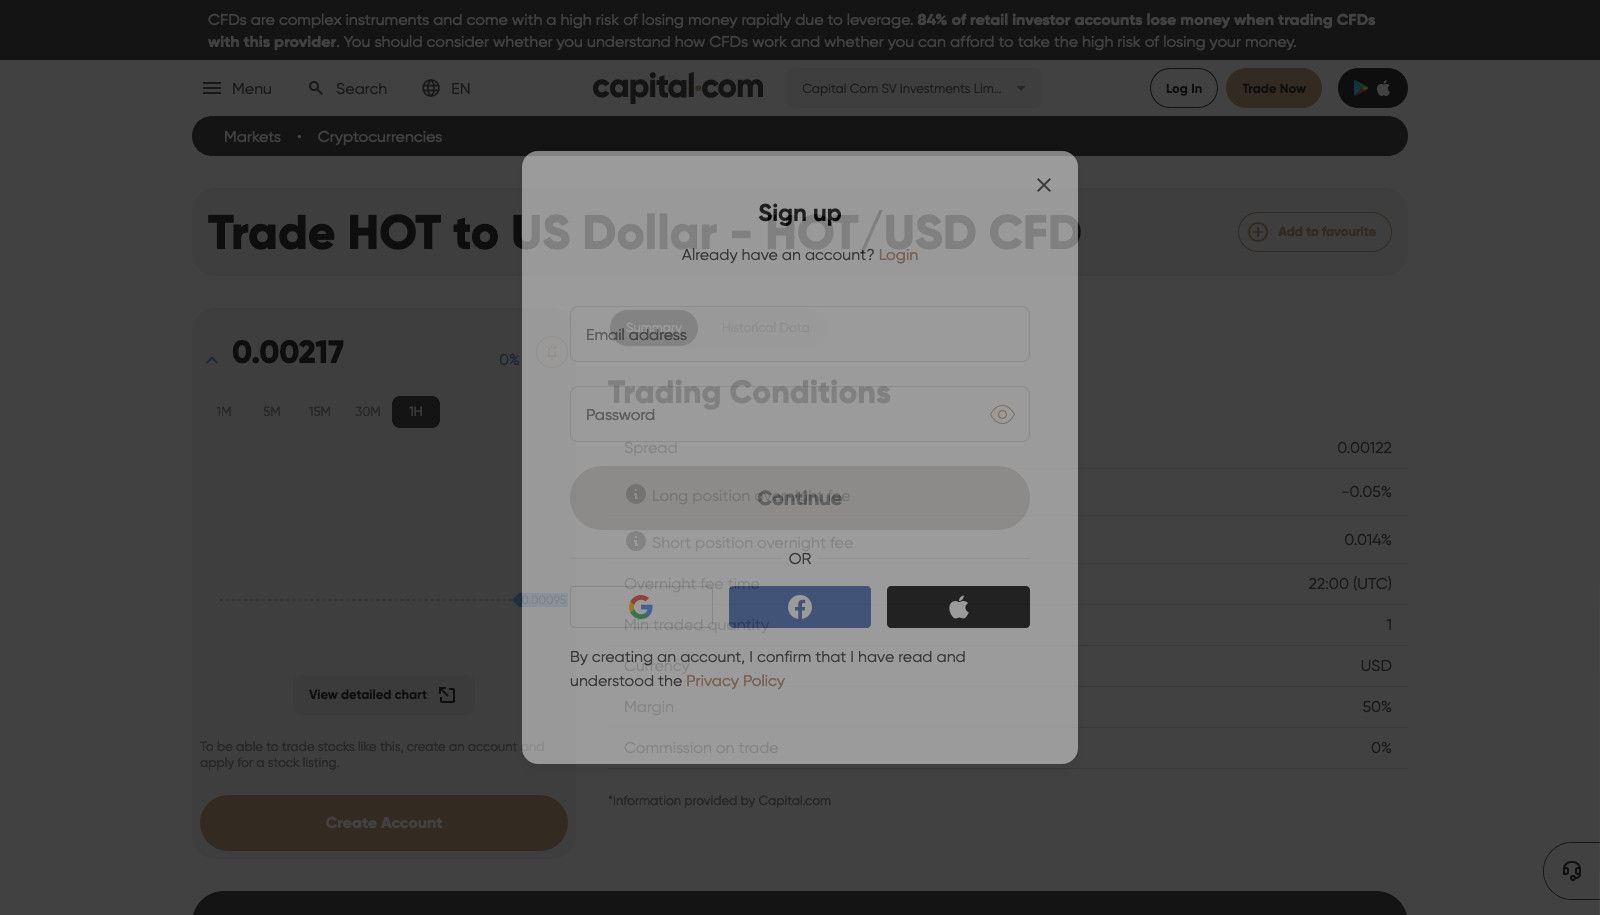 CFDs are complex instruments and come with a high risk of losing money rapidly due to leverage. 84% of retail investor accounts lose money when trading CFDs
with this provider. You should consider whether you understand how CFDs work and whether you can afford to take the high risk of losing your money.
Menu
Search
EN
capital.com
Capital Com SV Investments Lim...
Log In
Trade Now
Markets • Cryptocurrencies
Trade HOT to US Dollar - HOT/USD CFD
Add to favourite
Sign up
Already have an account? Login
Email address
Password
Continue
OR
By creating an account, I confirm that I have read and
understood the Privacy Policy
0.00217
0%
1M 5M 15M 30M 1H
0.00095
View detailed chart
To be able to trade stocks like this, create an account and
apply for a stock listing.
Create Account
Summary
Historical Data
Trading Conditions
Spread 0.00122
Long position overnight fee -0.05%
Short position overnight fee 0.014%
Overnight fee time 22:00 (UTC)
Min traded quantity 1
Currency USD
Margin 50%
Commission on trade 0%
*Information provided by Capital.com